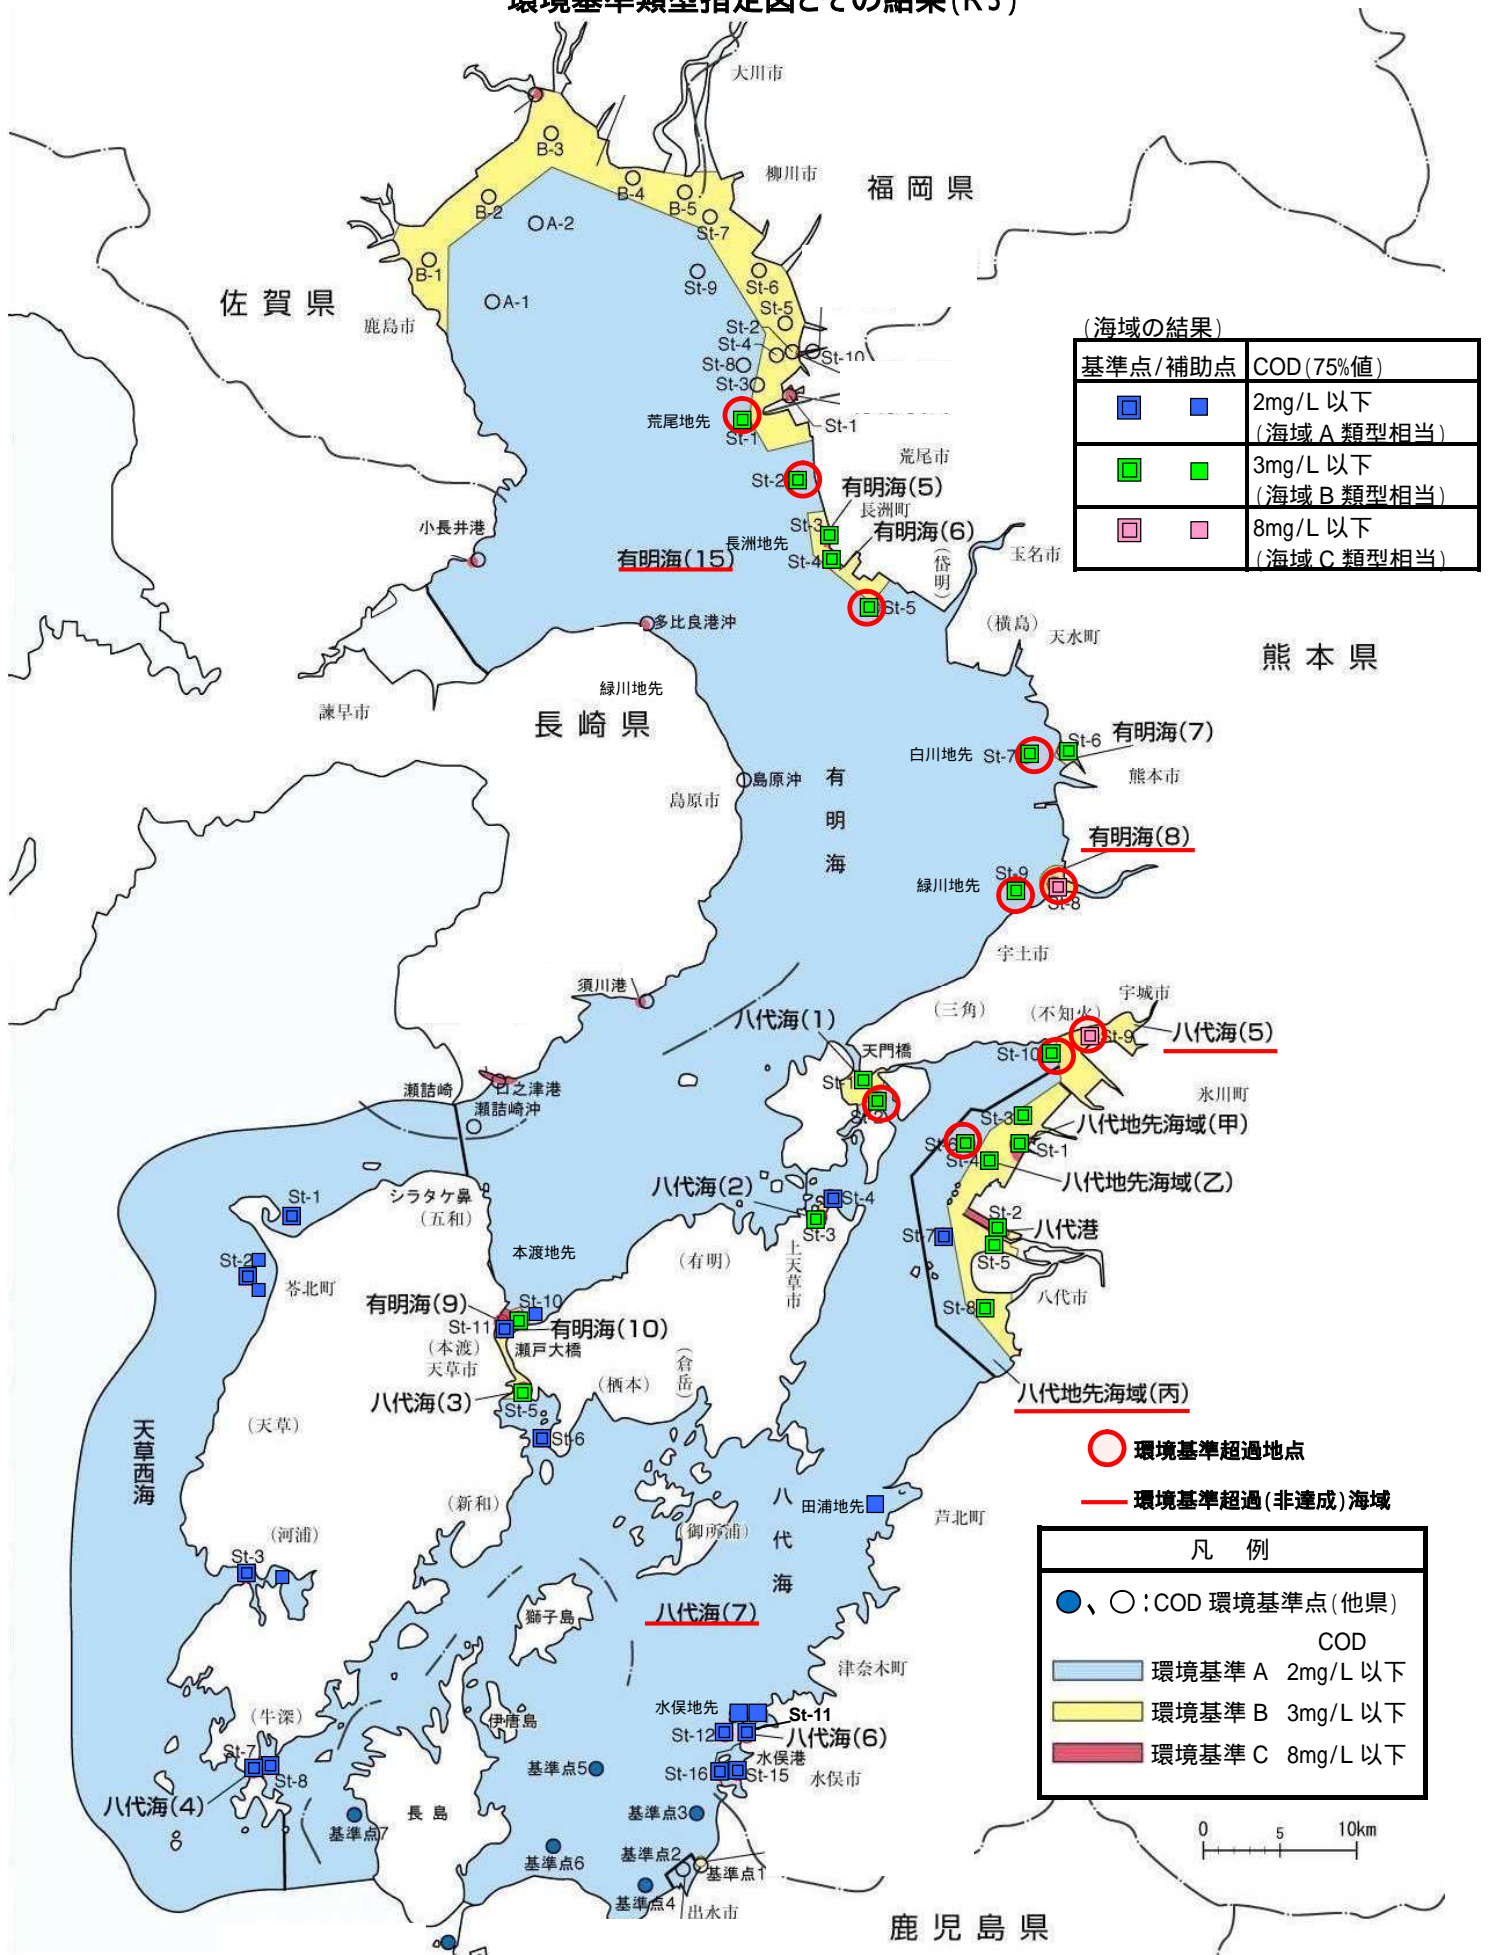 環境基準類型指定図とその結果(R3)
大川市
柳川市
福岡県
B-3
B-4
B-5
St-7
B-2
A-2
B-1
A-1
St-9
St-6
St-5
佐賀県
鹿島市
St-2
St-4
St-10
St-8
St-3
荒尾地先
St-1
St-1
荒尾市
(海域の結果)
基準点/補助点 COD(75%値)
2mg/L 以下
(海域 A 類型相当)
3mg/L 以下
(海域 B 類型相当)
8mg/L 以下
(海域 C 類型相当)
St-2
有明海(5)
長洲町
St-3
有明海(6)
長洲地先
St-4
(岱明)
玉名市
小長井港
有明海(15)
St-5
多比良港沖
(横島)
天水町
熊本県
緑川地先
諫早市
長崎県
白川地先
St-7
St-6
有明海(7)
熊本市
島原沖
島原市
有明海
有明海(8)
緑川地先
St-9
St-8
宇土市
須川港
宇城市
(三角)
(不知火)
八代海(1)
天門橋
St-10
St-9
八代海(5)
瀬詰崎
口之津港
瀬詰崎沖
St-1
St-2
氷川町
St-3
八代地先海域(甲)
St-6
St-1
St-4
八代地先海域(乙)
八代海(2)
St-4
St-3
上天草市
St-1
シラタケ鼻
(五和)
St-2
八代港
St-7
St-5
本渡地先
(有明)
St-2
苓北町
八代市
St-8
有明海(9)
St-10
St-11
有明海(10)
(本渡)
瀬戸大橋
天草市
(倉岳)
(栖本)
八代海(3)
St-5
八代地先海域(丙)
St-6
天草西海
(天草)
環境基準超過地点
環境基準超過(非達成)海域
(新和)
八代海
田浦地先
芦北町
(御所浦)
(河浦)
St-3
獅子島
八代海(7)
津奈木町
凡 例
●、○:COD 環境基準点(他県)
COD
環境基準 A 2mg/L 以下
環境基準 B 3mg/L 以下
環境基準 C 8mg/L 以下
(牛深)
伊唐島
水俣地先
St-11
St-12
八代海(6)
水俣港
St-7
St-8
基準点5
St-16
St-15
水俣市
八代海(4)
長島
基準点3
基準点7
基準点6
基準点2
基準点1
基準点4
出水市
0 5 10km
鹿児島県